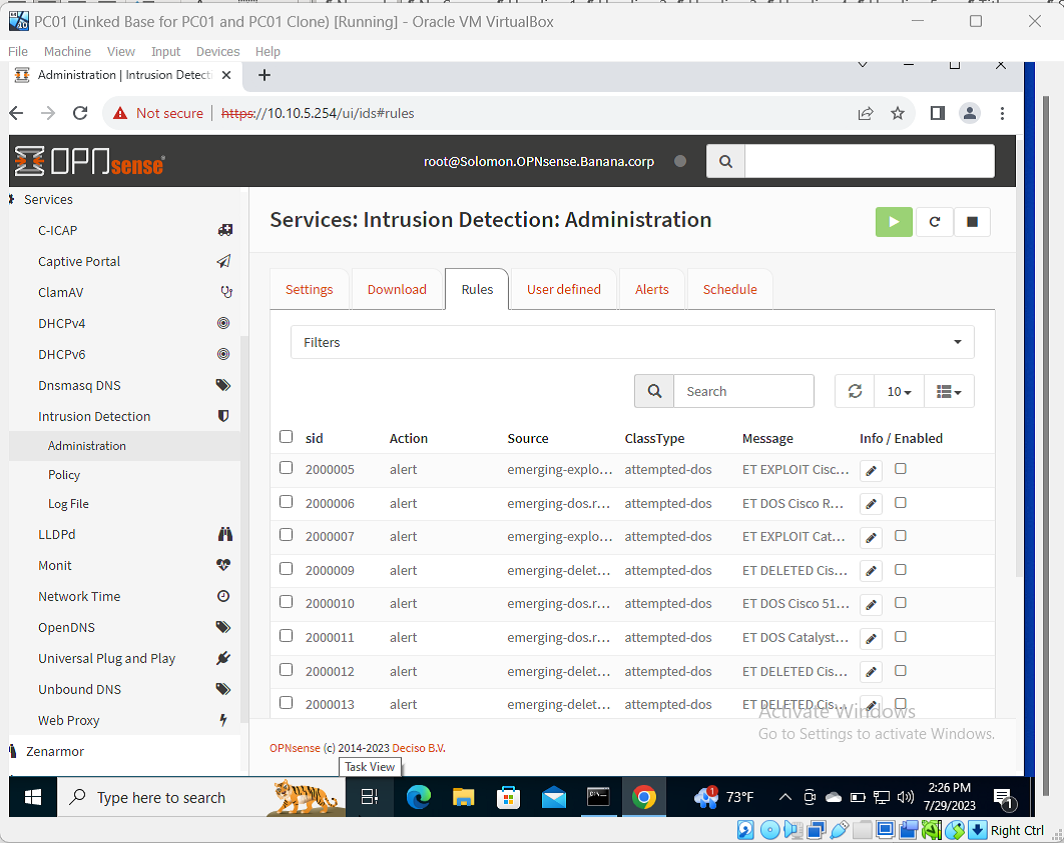 PC01 (Linked Base for PC01 and PC01 Clone) [Running] - Oracle VM VirtualBox
File Machine View Input Devices Help
Administration | Intrusion Detecti
Not secure https://10.10.5.254/ui/ids#rules
OPNsense root@Solomon.OPNsense.Banana.corp
Services
C-ICAP
Captive Portal
ClamAV
DHCPv4
DHCPv6
Dnsmasq DNS
Intrusion Detection
Administration
Policy
Log File
LLDPd
Monit
Network Time
OpenDNS
Universal Plug and Play
Unbound DNS
Web Proxy
Zenarmor
Services: Intrusion Detection: Administration
Settings Download Rules User defined Alerts Schedule
Filters
Search 10
sid Action Source ClassType Message Info / Enabled
2000005 alert emerging-explo... attempted-dos ET EXPLOIT Cisc...
2000006 alert emerging-dos.r... attempted-dos ET DOS Cisco R...
2000007 alert emerging-explo... attempted-dos ET EXPLOIT Cat...
2000009 alert emerging-delet... attempted-dos ET DELETED Cis...
2000010 alert emerging-dos.r... attempted-dos ET DOS Cisco 51...
2000011 alert emerging-dos.r... attempted-dos ET DOS Catalyst...
2000012 alert emerging-delet... attempted-dos ET DELETED Cis...
2000013 alert emerging-delet... attempted-dos ET DELETED Cis...
Activate Windows
Go to Settings to activate Windows.
OPNsense (c) 2014-2023 Deciso B.V.
Task View
Type here to search
1
73°F
2:26 PM
7/29/2023
1
Right Ctrl